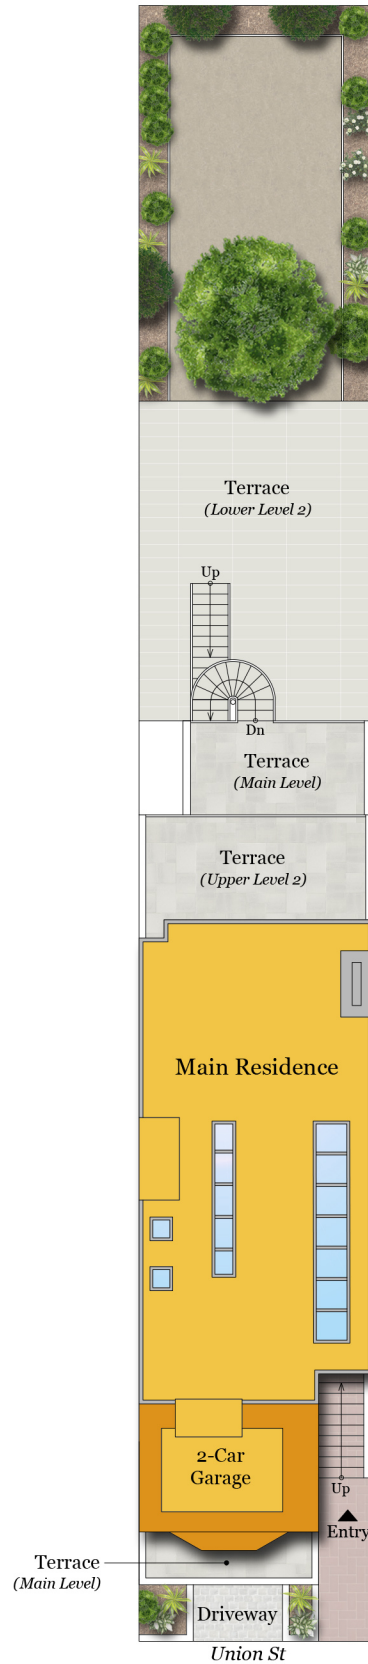 Terrace
(Lower Level 2)
Up
Dn
Terrace
(Main Level)
Terrace
(Upper Level 2)
Main Residence
2-Car
Garage
Up
Entry
Terrace
(Main Level)
Driveway
Union St